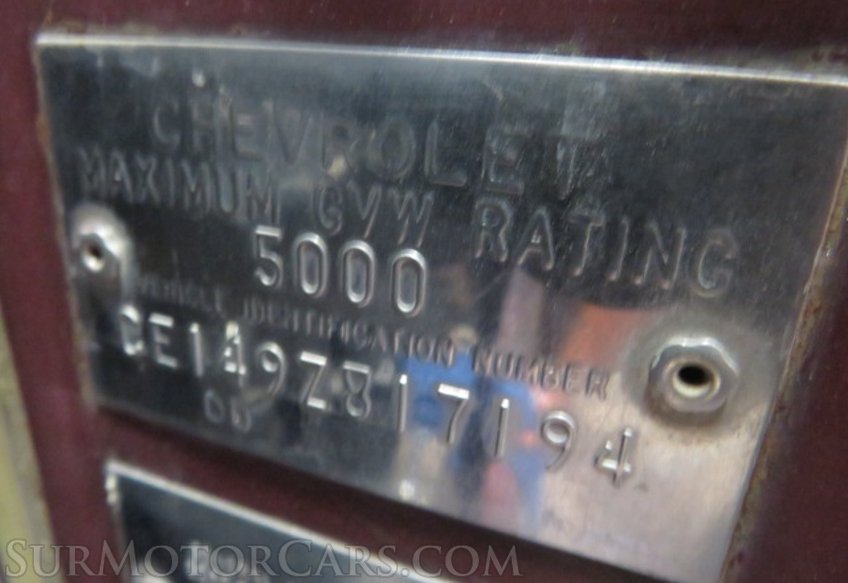 CHEVROLET
MAXIMUM GVW RATING
5000
VEHICLE IDENTIFICATION NUMBER
CE149Z817194
SurMotorCars.com